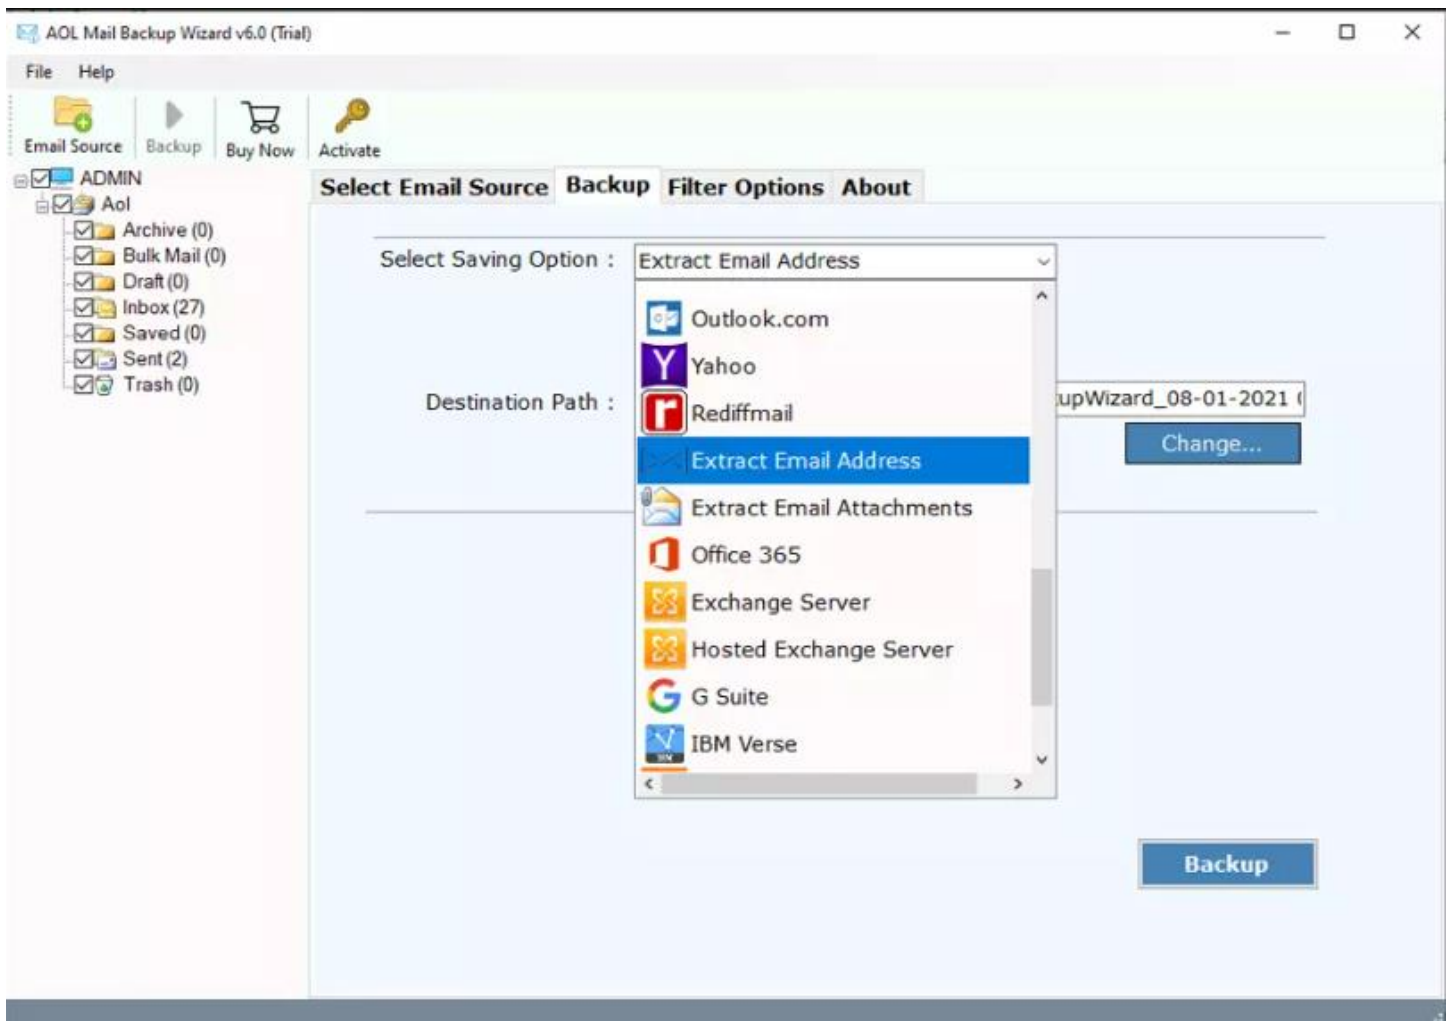 AOL Mail Backup Wizard v6.0 (Trial)
File Help
Email Source Backup Buy Now Activate
ADMIN
Aol
Archive (0)
Bulk Mail (0)
Draft (0)
Inbox (27)
Saved (0)
Sent (2)
Trash (0)
Select Email Source Backup Filter Options About
Select Saving Option : Extract Email Address
Outlook.com
Yahoo
Rediffmail
Extract Email Address
Extract Email Attachments
Office 365
Exchange Server
Hosted Exchange Server
G Suite
IBM Verse
Destination Path : upWizard_08-01-2021 (
Change...
Backup